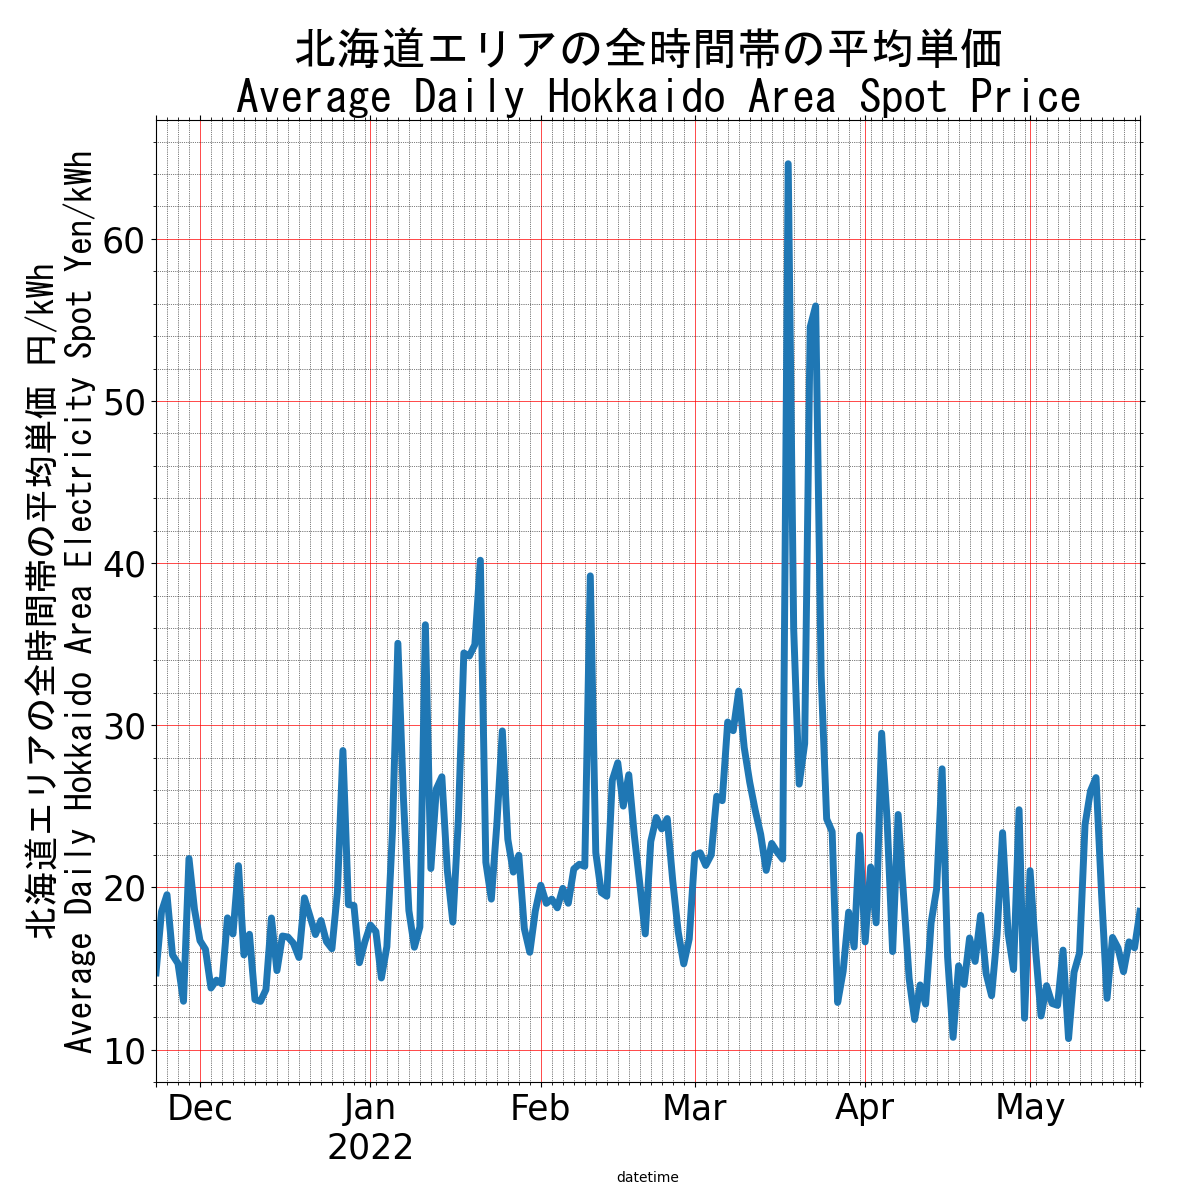 北海道エリアの全時間帯の平均単価
Average Daily Hokkaido Area Spot Price
北海道エリアの全時間帯の平均単価 円/kWh
Average Daily Hokkaido Area Electricity Spot Yen/kWh
60
50
40
30
20
10
Dec
Jan
2022
Feb
Mar
Apr
May
datetime